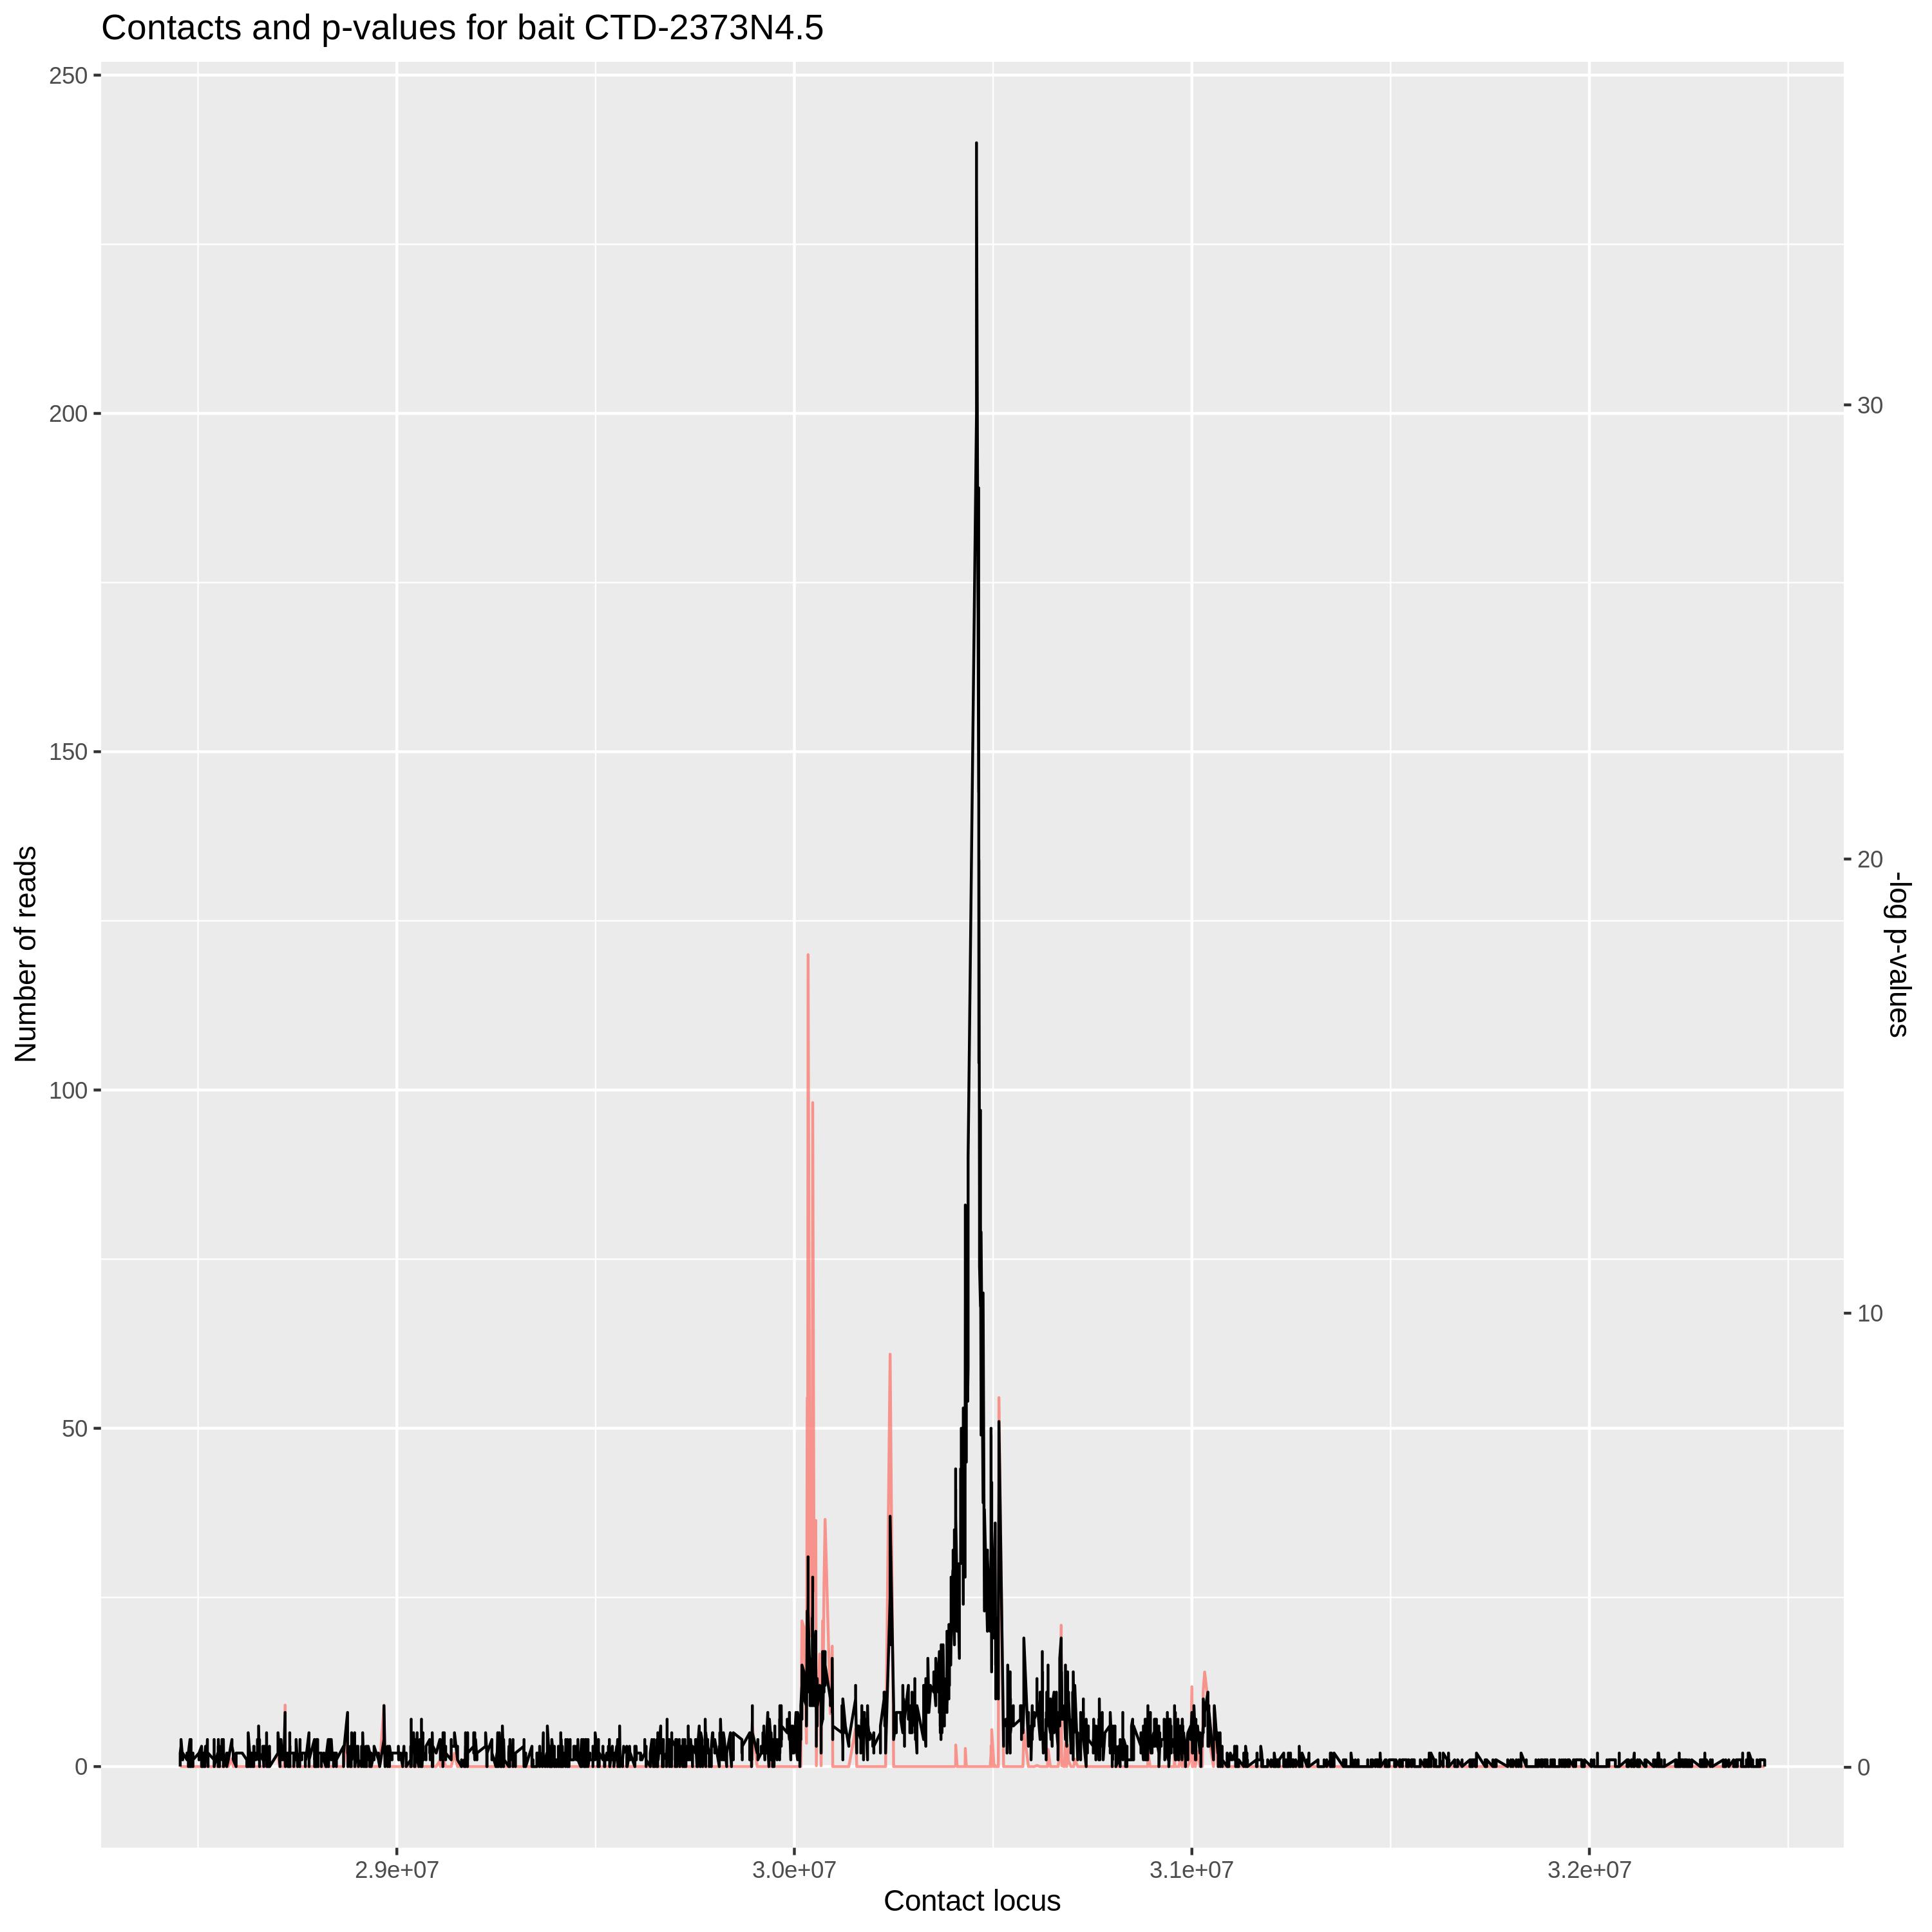 Contacts and p-values for bait CTD-2373N4.5
250
200
150
100
50
0
Number of reads
30
20
10
0
-log p-values
2.9e+07
3.0e+07
3.1e+07
3.2e+07
Contact locus